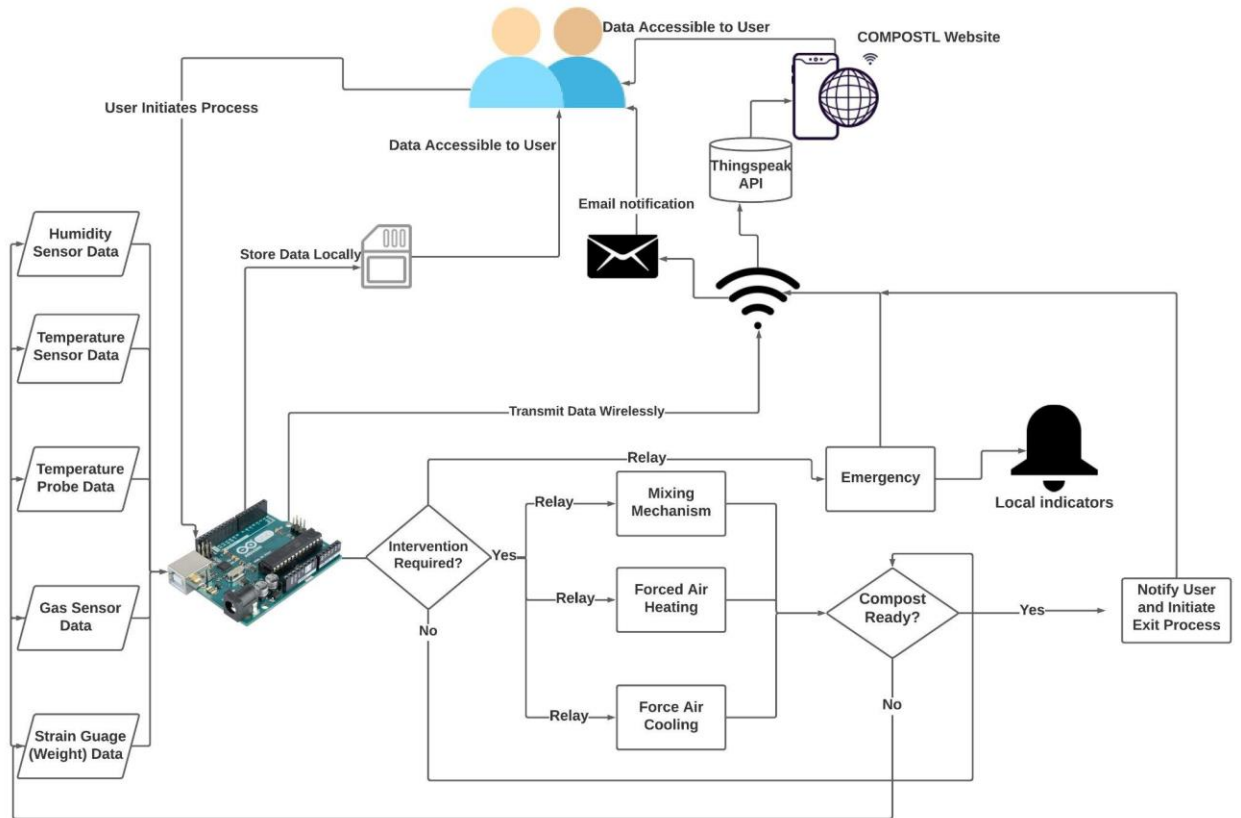 Data Accessible to User
COMPOSTL Website
User Initiates Process
Data Accessible to User
Thingspeak
API
Email notification
Humidity
Sensor Data
Store Data Locally
Temperature
Sensor Data
Transmit Data Wirelessly
Temperature
Probe Data
Relay
Emergency
Local indicators
Relay
Mixing
Mechanism
Intervention
Required?
Yes
Relay
Forced Air
Heating
Compost
Ready?
Yes
Notify User
and Initiate
Exit Process
Gas Sensor
Data
No
Relay
Force Air
Cooling
No
Strain Guage
(Weight) Data